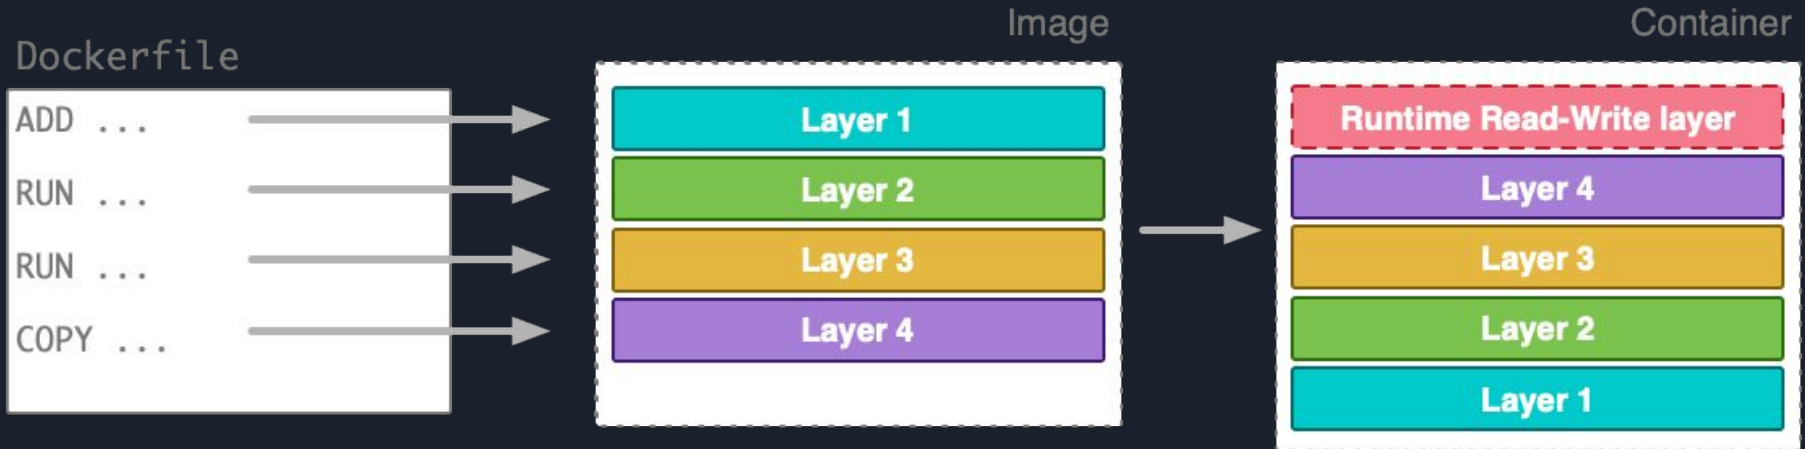 Dockerfile
ADD ...
RUN ...
RUN ...
COPY ...
Image
Layer 1
Layer 2
Layer 3
Layer 4
Container
Runtime Read-Write layer
Layer 4
Layer 3
Layer 2
Layer 1